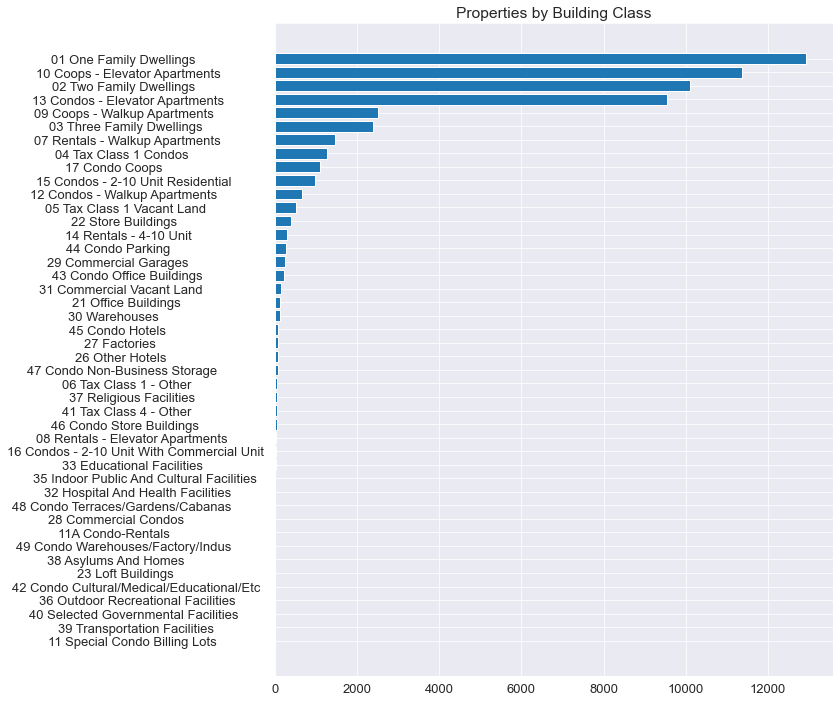 Properties by Building Class
01 One Family Dwellings
10 Coops - Elevator Apartments
02 Two Family Dwellings
13 Condos - Elevator Apartments
09 Coops - Walkup Apartments
03 Three Family Dwellings
07 Rentals - Walkup Apartments
04 Tax Class 1 Condos
17 Condo Coops
15 Condos - 2-10 Unit Residential
12 Condos - Walkup Apartments
05 Tax Class 1 Vacant Land
22 Store Buildings
14 Rentals - 4-10 Unit
44 Condo Parking
29 Commercial Garages
43 Condo Office Buildings
31 Commercial Vacant Land
21 Office Buildings
30 Warehouses
45 Condo Hotels
27 Factories
26 Other Hotels
47 Condo Non-Business Storage
06 Tax Class 1 - Other
37 Religious Facilities
41 Tax Class 4 - Other
46 Condo Store Buildings
08 Rentals - Elevator Apartments
16 Condos - 2-10 Unit With Commercial Unit
33 Educational Facilities
35 Indoor Public And Cultural Facilities
32 Hospital And Health Facilities
48 Condo Terraces/Gardens/Cabanas
28 Commercial Condos
11A Condo-Rentals
49 Condo Warehouses/Factory/Indus
38 Asylums And Homes
23 Loft Buildings
42 Condo Cultural/Medical/Educational/Etc
36 Outdoor Recreational Facilities
40 Selected Governmental Facilities
39 Transportation Facilities
11 Special Condo Billing Lots
0 2000 4000 6000 8000 10000 12000